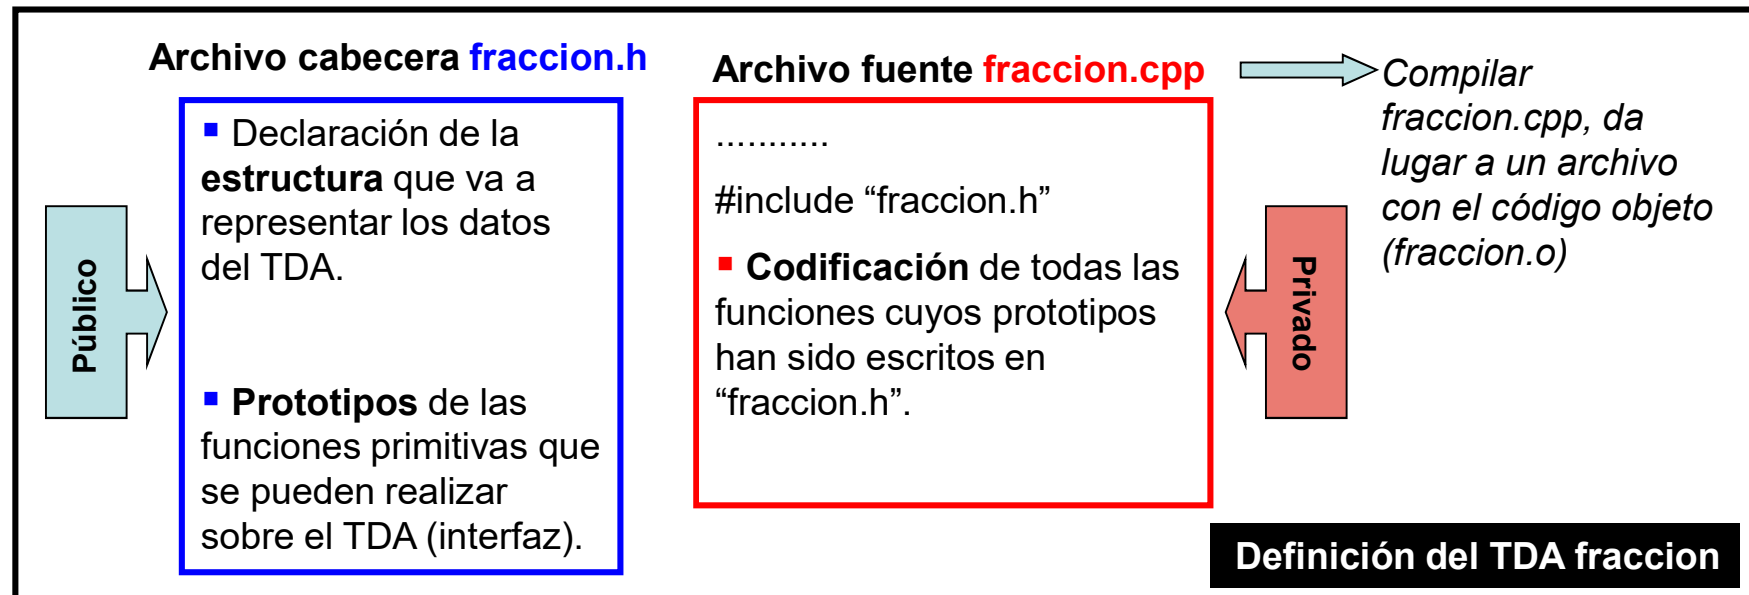 Archivo cabecera fraccion.h
▪ Declaración de la
estructura que va a
representar los datos
del TDA.
▪ Prototipos de las
funciones primitivas que
se pueden realizar
sobre el TDA (interfaz).
Público
Archivo fuente fraccion.cpp
...........
#include “fraccion.h”
▪ Codificación de todas las
funciones cuyos prototipos
han sido escritos en
“fraccion.h”.
Privado
Compilar
fraccion.cpp, da
lugar a un archivo
con el código objeto
(fraccion.o)
Definición del TDA fraccion